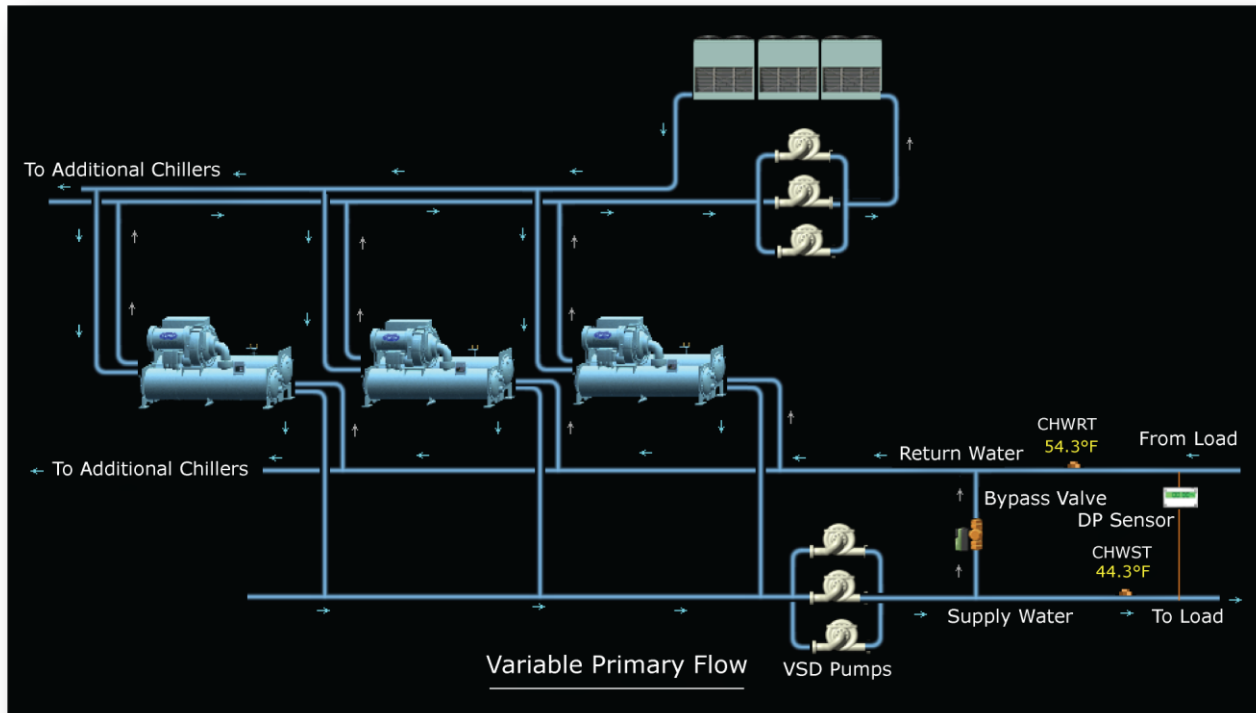 To Additional Chillers
CHWRT
54.3°F
From Load
Return Water
To Additional Chillers
Bypass Valve
DP Sensor
CHWST
44.3°F
Supply Water
To Load
Variable Primary Flow
VSD Pumps